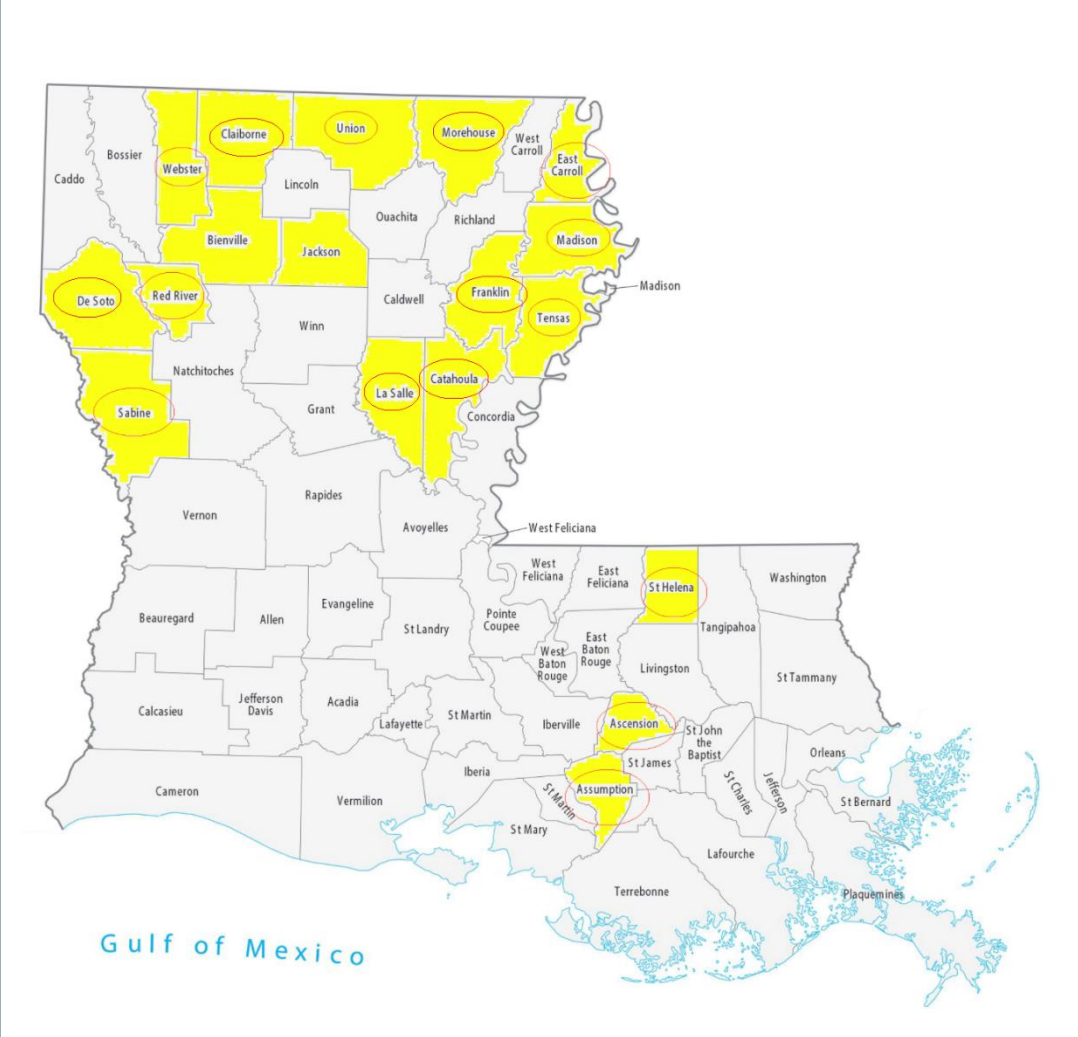 Claiborne
Union
Morehouse
West
Carroll
East
Carroll
Bossier
Webster
Caddo
Lincoln
Ouachita
Richland
Bienville
Jackson
Madison
Madison
De Soto
Red River
Franklin
Caldwell
Tensas
Winn
Natchitoches
La Salle
Catahoula
Sabine
Grant
Concordia
Rapides
Vernon
Avoyelles
West Feliciana
West
Feliciana
East
Feliciana
St Helena
Washington
Beauregard
Allen
Evangeline
St Landry
Pointe
Coupee
Tangipahoa
West
Baton
Rouge
East
Baton
Rouge
Livingston
St Tammany
Calcasieu
Jefferson
Davis
Acadia
Lafayette
St Martin
Iberville
Ascension
St John
the
Baptist
Orleans
St James
Iberia
Cameron
Vermilion
St Martin
Assumption
St Charles
Jefferson
St Bernard
St Mary
Lafourche
Terrebonne
Plaquemines
Gulf of Mexico